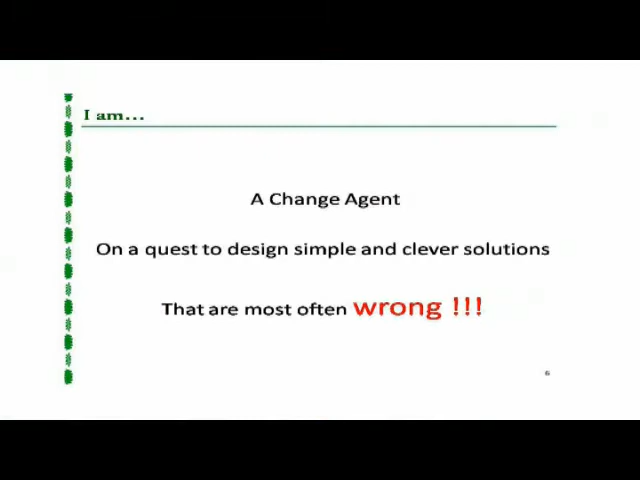 I am...
A Change Agent
On a quest to design simple and clever solutions
That are most often wrong !!!
6